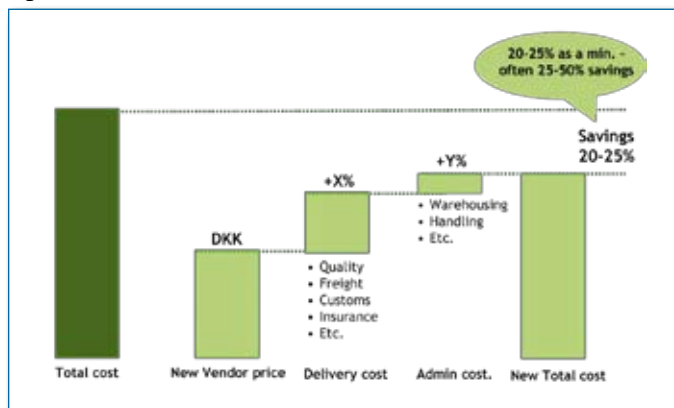 20-25% as a min. –
often 25-50% savings
Savings
20-25%
+Y%
+X%
• Warehousing
• Handling
• Etc.
DKK
• Quality
• Freight
• Customs
• Insurance
• Etc.
Total cost
New Vendor price
Delivery cost
Admin cost.
New Total cost